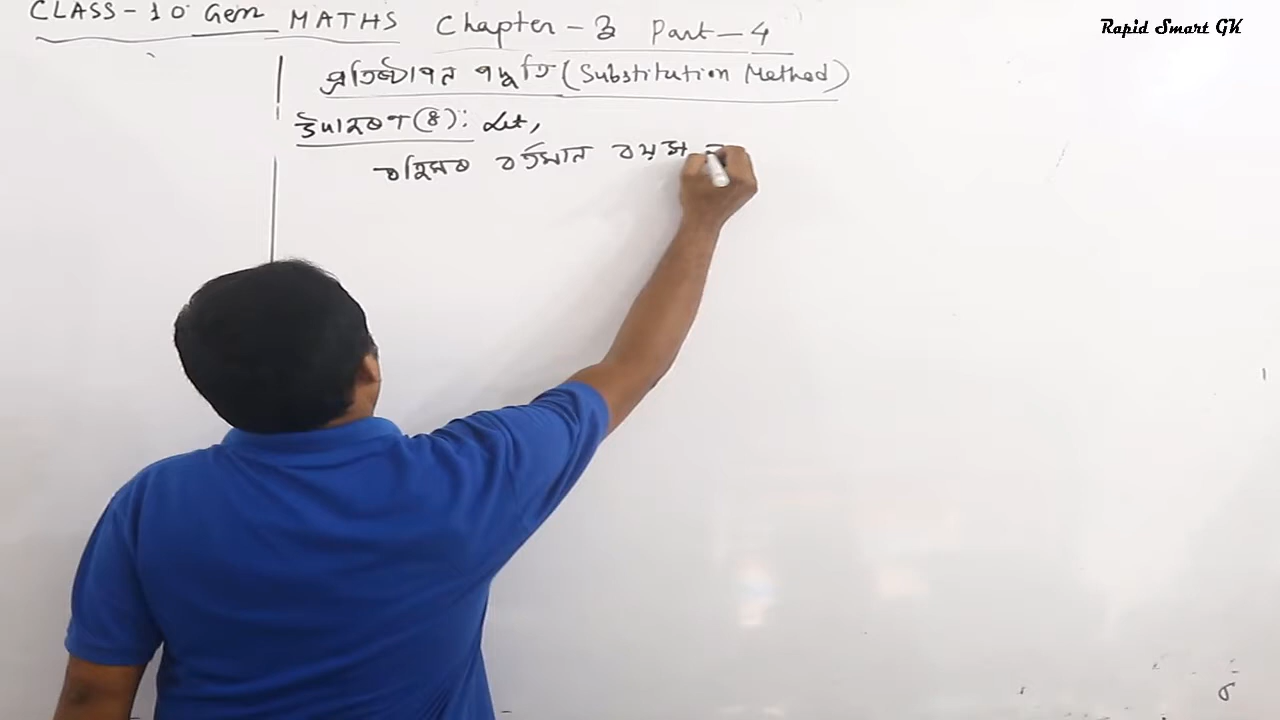 CLASS-10 Gen MATHS Chapter-3 Part-4
Rapid Smart GK
প্ৰতিষ্ঠাপন পদ্ধতি (Substitution Method)
উদাহৰণ (8): Let,
ৰহিমৰ বৰ্তমান বয়স